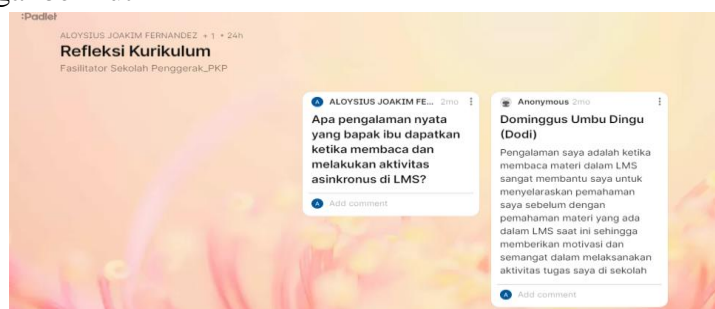 :Padlet
ALOYSIUS JOAKIM FERNANDEZ + 1 • 24h
Refleksi Kurikulum
Fasilitator Sekolah Penggerak_PKP
A ALOYSIUS JOAKIM FE... 2mo
Apa pengalaman nyata
yang bapak ibu dapatkan
ketika membaca dan
melakukan aktivitas
asinkronus di LMS?
A Add comment
Anonymous 2mo
Dominggus Umbu Dingu
(Dodi)
Pengalaman saya adalah ketika
membaca materi dalam LMS
sangat membantu saya untuk
menyelaraskan pemahaman
saya sebelum dengan
pemahaman materi yang ada
dalam LMS saat ini sehingga
memberikan motivasi dan
semangat dalam melaksanakan
aktivitas tugas saya di sekolah
A Add comment